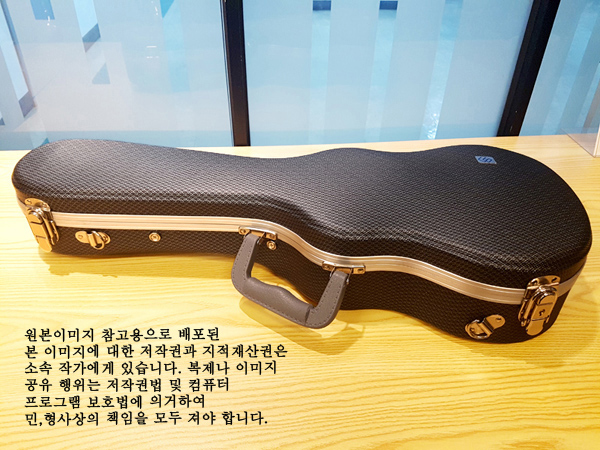 원본이미지 참고용으로 배포된
본 이미지에 대한 저작권과 지적재산권은
소속 작가에게 있습니다. 복제나 이미지
공유 행위는 저작권법 및 컴퓨터
프로그램 보호법에 의거하여
민,형사상의 책임을 모두 져야 합니다.